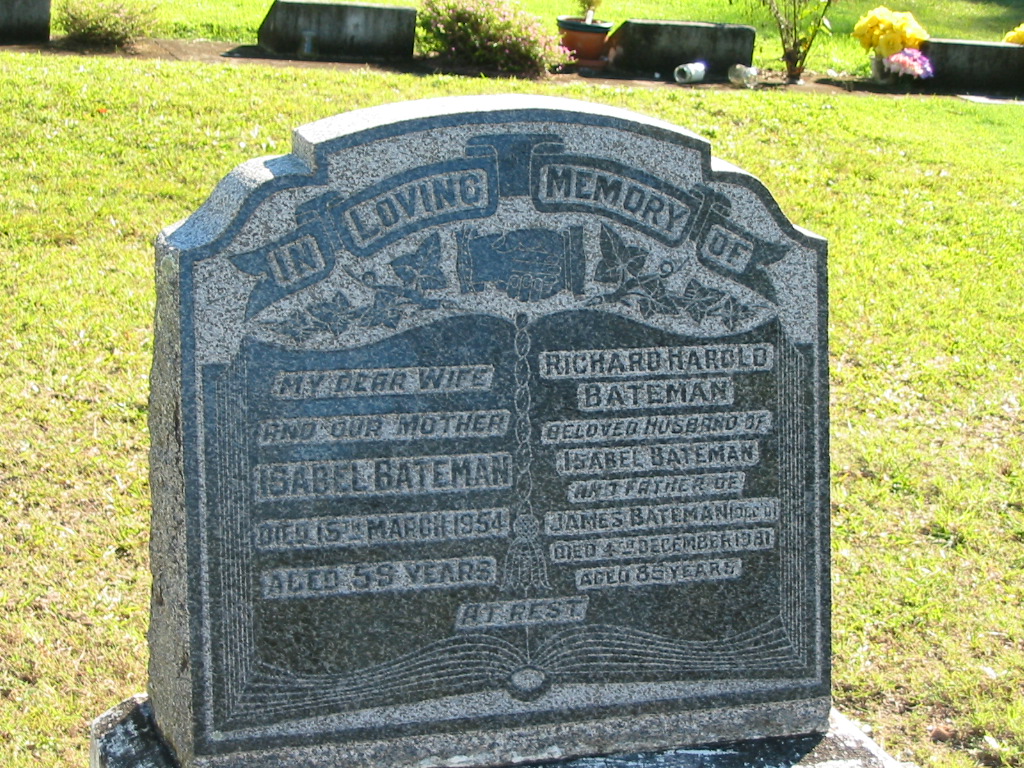 IN LOVING MEMORY OF
MY DEAR WIFE
AND OUR MOTHER
ISABEL BATEMAN
DIED 15TH MARCH 1954
AGED 59 YEARS
RICHARD HAROLD
BATEMAN
BELOVED HUSBAND OF
ISABEL BATEMAN
AND FATHER OF
JAMES BATEMAN (DEC'D)
DIED 4TH DECEMBER 1981
AGED 89 YEARS
AT REST